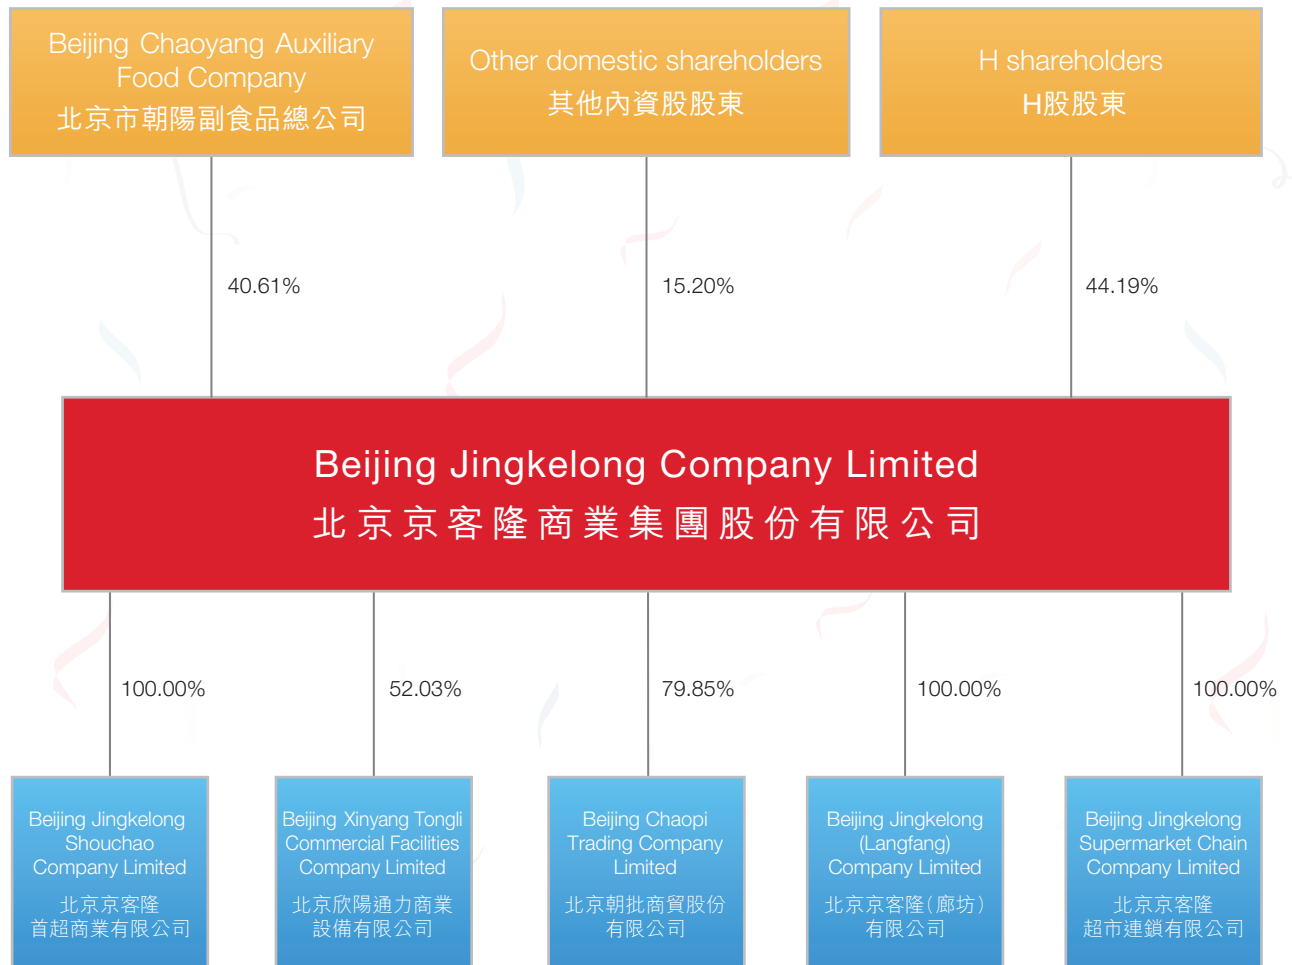 Beijing Chaoyang Auxiliary
Food Company
北京市朝陽副食品總公司
Other domestic shareholders
其他內資股股東
H shareholders
H股股東
40.61%
15.20%
44.19%
Beijing Jingkelong Company Limited
北京京客隆商業集團股份有限公司
100.00%
52.03%
79.85%
100.00%
100.00%
Beijing Jingkelong
Shouchao
Company Limited
北京京客隆
首超商業有限公司
Beijing Xinyang Tongli
Commercial Facilities
Company Limited
北京欣陽通力商業
設備有限公司
Beijing Chaopi
Trading Company
Limited
北京朝批商貿股份
有限公司
Beijing Jingkelong
(Langfang)
Company Limited
北京京客隆(廊坊)
有限公司
Beijing Jingkelong
Supermarket Chain
Company Limited
北京京客隆
超市連鎖有限公司